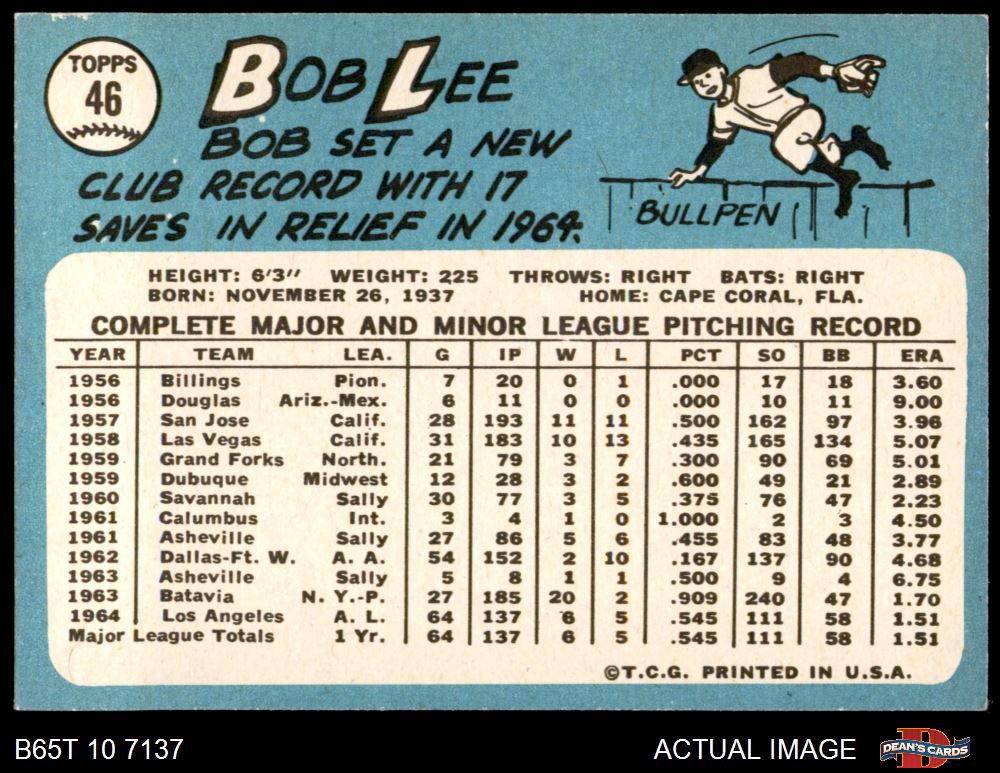 TOPPS
46
BOB LEE
BOB SET A NEW
CLUB RECORD WITH 17
SAVES IN RELIEF IN 1964.
BULLPEN
HEIGHT: 6'3" WEIGHT: 225 THROWS: RIGHT BATS: RIGHT
BORN: NOVEMBER 26, 1937 HOME: CAPE CORAL, FLA.
COMPLETE MAJOR AND MINOR LEAGUE PITCHING RECORD
YEAR TEAM LEA. G IP W L PCT SO BB ERA
1956 Billings Pion. 7 20 0 1 .000 17 18 3.60
1956 Douglas Ariz.-Mex. 6 11 0 0 .000 10 11 9.00
1957 San Jose Calif. 28 193 11 11 .500 162 97 3.96
1958 Las Vegas Calif. 31 183 10 13 .435 165 134 5.07
1959 Grand Forks North. 21 79 3 7 .300 90 69 5.01
1959 Dubuque Midwest 12 28 3 2 .600 49 21 2.89
1960 Savannah Sally 30 77 3 5 .375 76 47 2.23
1961 Calumbus Int. 3 4 1 0 1.000 2 3 4.50
1961 Asheville Sally 27 86 5 6 .455 83 48 3.77
1962 Dallas-Ft. W. A. A. 54 152 2 10 .167 137 90 4.68
1963 Asheville Sally 5 8 1 1 .500 9 4 6.75
1963 Batavia N. Y.-P. 27 185 20 2 .909 240 47 1.70
1964 Los Angeles A. L. 64 137 6 5 .545 111 58 1.51
Major League Totals 1 Yr. 64 137 6 5 .545 111 58 1.51
©T.C.G. PRINTED IN U.S.A.
B65T 10 7137
ACTUAL IMAGE
DEAN'S CARDS